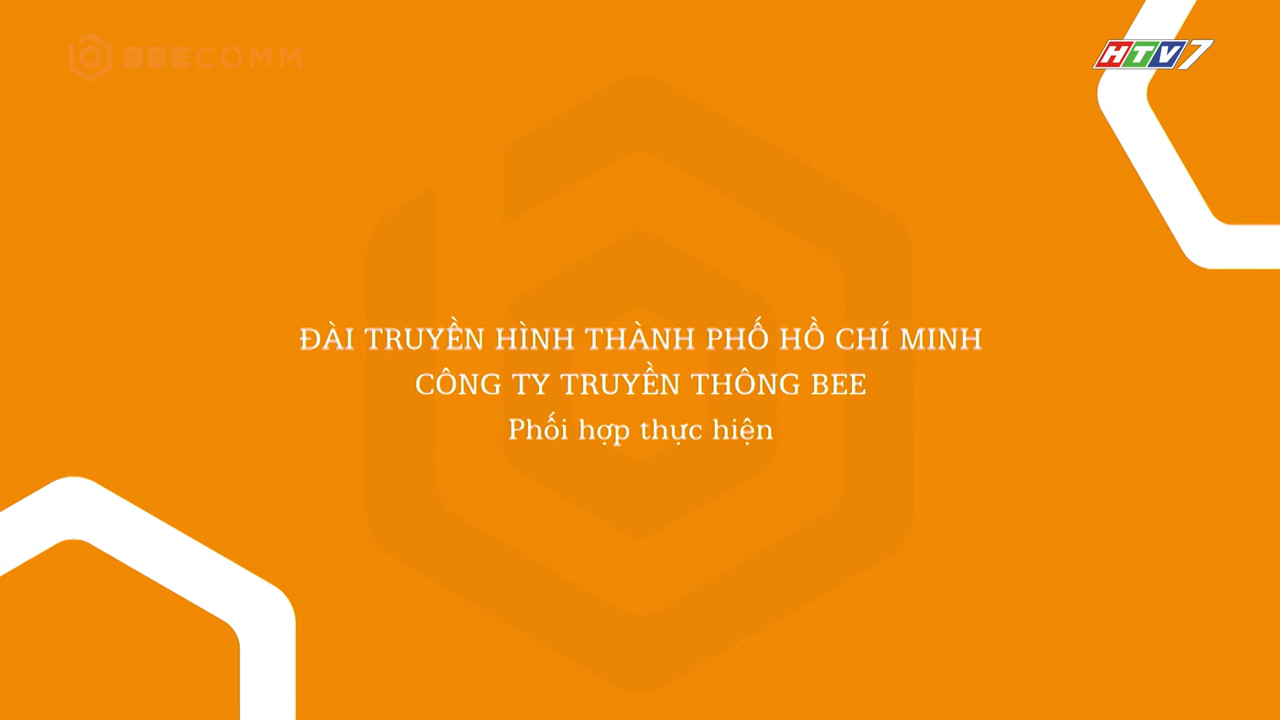 BEECOMM
HTV7
ĐÀI TRUYỀN HÌNH THÀNH PHỐ HỒ CHÍ MINH
CÔNG TY TRUYỀN THÔNG BEE
Phối hợp thực hiện